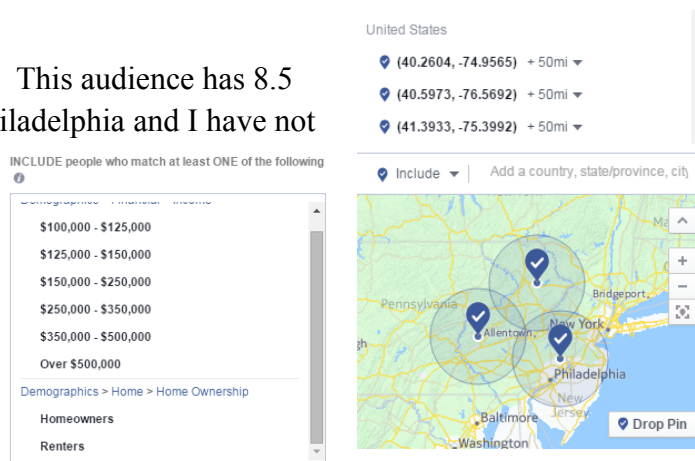 This audience has 8.5
iladelphia and I have not
INCLUDE people who match at least ONE of the following
$100,000 - $125,000
$125,000 - $150,000
$150,000 - $250,000
$250,000 - $350,000
$350,000 - $500,000
Over $500,000
Demographics > Home > Home Ownership
Homeowners
Renters
United States
(40.2604, -74.9565) + 50mi
(40.5973, -76.5692) + 50mi
(41.3933, -75.3992) + 50mi
Include
Add a country, state/province, city
Pennsylvania
Bridgeport
Allentown
New York
Philadelphia
New
Jersey
Baltimore
Washington
Drop Pin